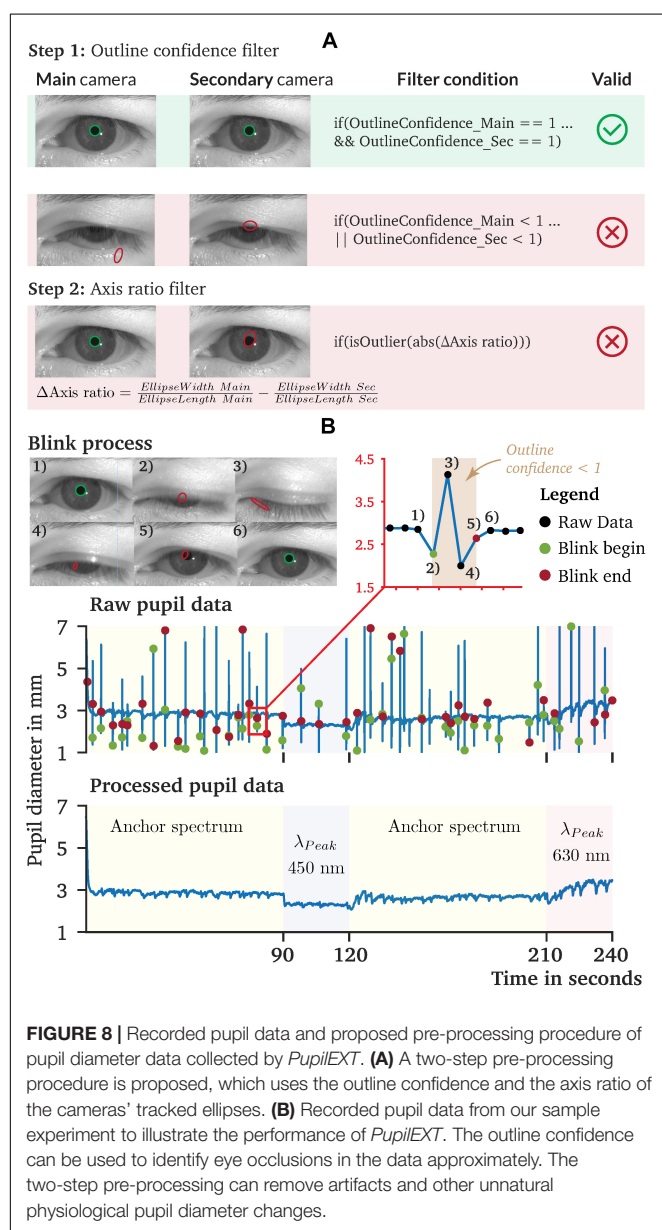 A
Step 1: Outline confidence filter
Main camera Secondary camera Filter condition Valid
if(OutlineConfidence_Main == 1 ...
&& OutlineConfidence_Sec == 1)
if(OutlineConfidence_Main < 1 ...
|| OutlineConfidence_Sec < 1)
Step 2: Axis ratio filter
if(isOutlier(abs(ΔAxis ratio)))
ΔAxis ratio = EllipseWidth Main / EllipseLength Main − EllipseWidth Sec / EllipseLength Sec
B
Blink process
1) 2) 3)
4) 5) 6)
4.5
3.5
2.5
1.5
1)
2)
3)
4)
5)
6)
Outline
confidence < 1
Legend
Raw Data
Blink begin
Blink end
Raw pupil data
7
5
3
1
Pupil diameter in mm
Processed pupil data
7
5
3
1
Anchor spectrum
λPeak
450 nm
Anchor spectrum
λPeak
630 nm
90 120 210 240
Time in seconds
FIGURE 8 | Recorded pupil data and proposed pre-processing procedure of
pupil diameter data collected by PupilEXT. (A) A two-step pre-processing
procedure is proposed, which uses the outline confidence and the axis ratio of
the cameras' tracked ellipses. (B) Recorded pupil data from our sample
experiment to illustrate the performance of PupilEXT. The outline confidence
can be used to identify eye occlusions in the data approximately. The
two-step pre-processing can remove artifacts and other unnatural
physiological pupil diameter changes.